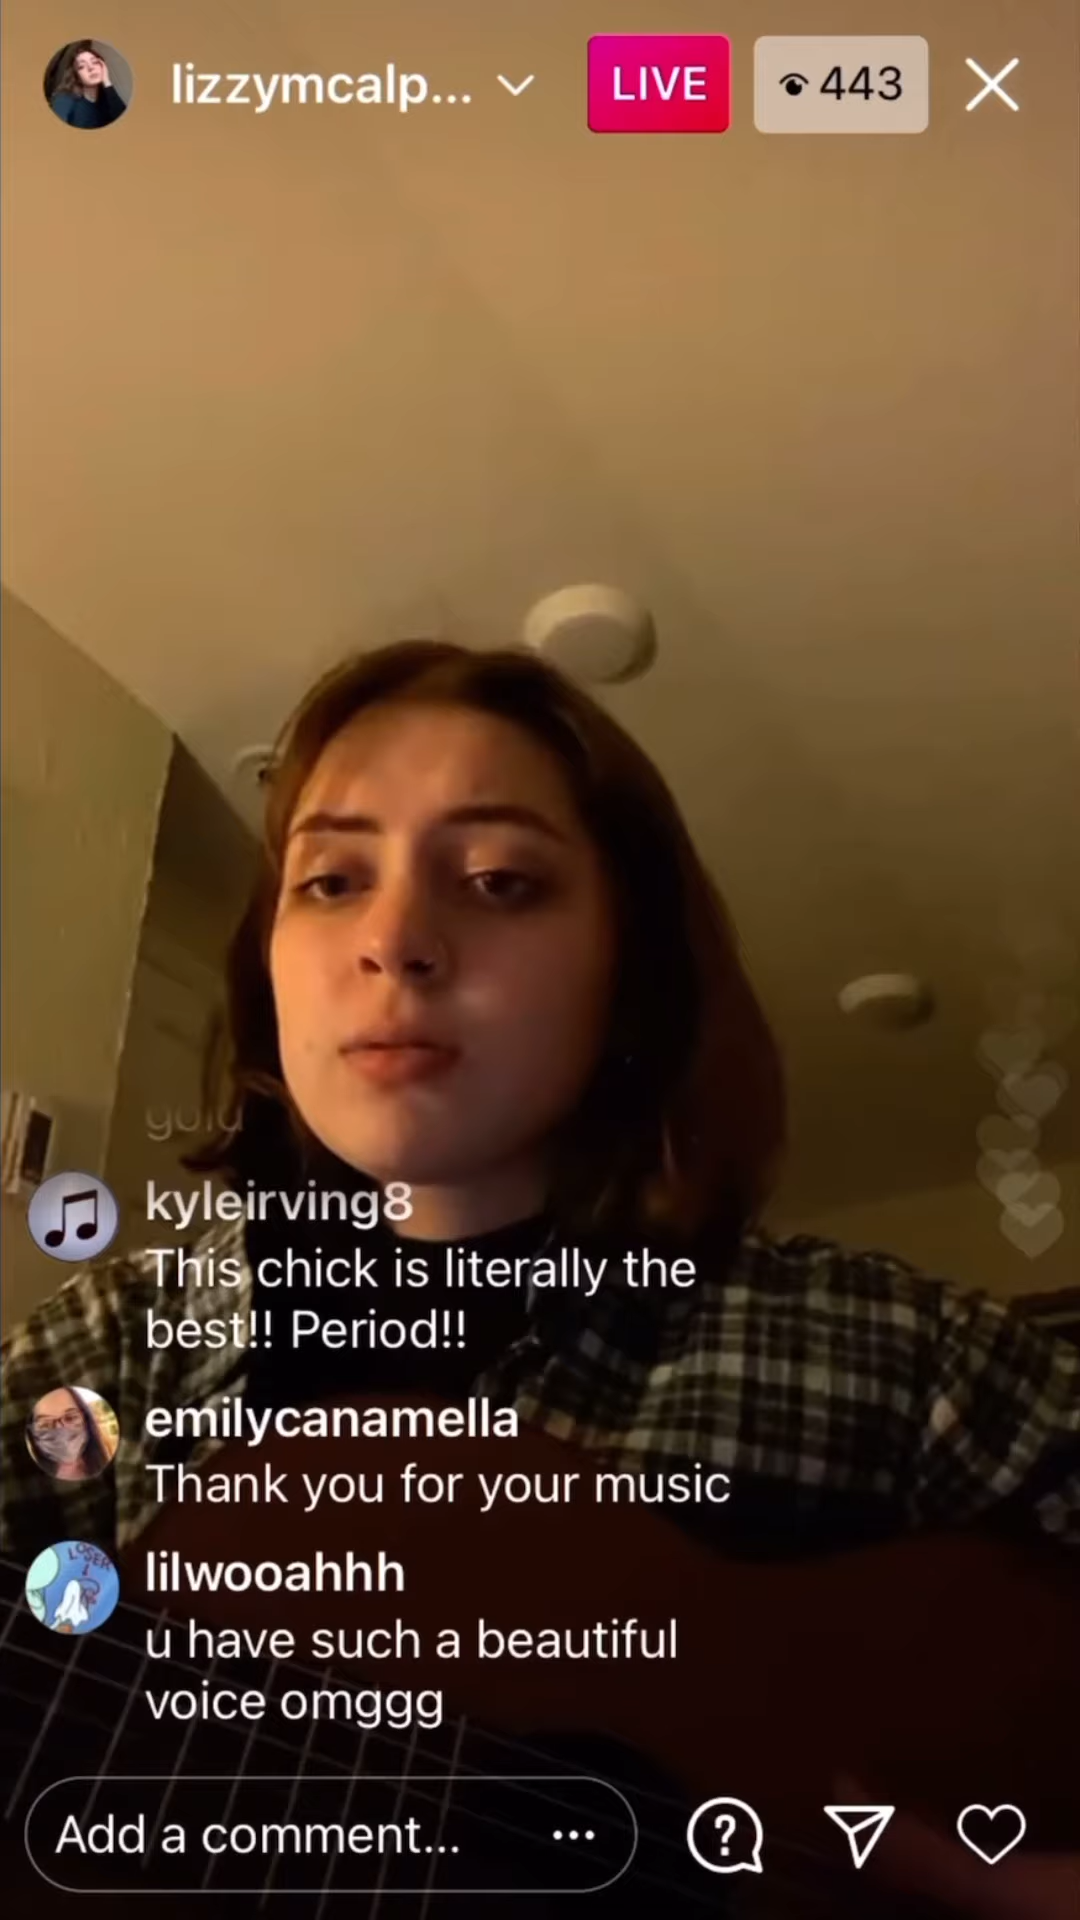 lizzymcalp...
LIVE
443
kyleirving8
This chick is literally the
best!! Period!!
emilycanamella
Thank you for your music
LOSER
lilwooahhh
u have such a beautiful
voice omggg
Add a comment...